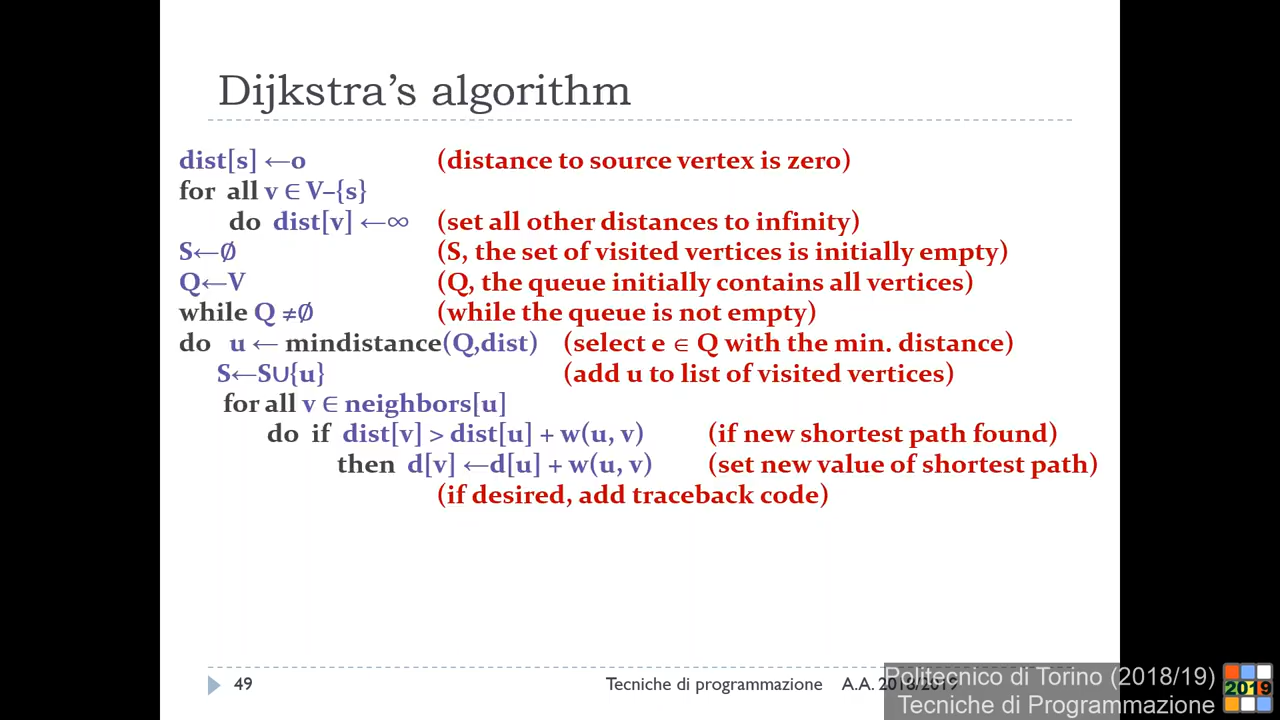 Dijkstra's algorithm
dist[s] ←o (distance to source vertex is zero)
for all v ∈ V–{s}
do dist[v] ←∞ (set all other distances to infinity)
S←∅ (S, the set of visited vertices is initially empty)
Q←V (Q, the queue initially contains all vertices)
while Q ≠∅ (while the queue is not empty)
do u ← mindistance(Q,dist) (select e ∈ Q with the min. distance)
S←S∪{u} (add u to list of visited vertices)
for all v ∈ neighbors[u]
do if dist[v] > dist[u] + w(u, v) (if new shortest path found)
then d[v] ←d[u] + w(u, v) (set new value of shortest path)
(if desired, add traceback code)
49 Tecniche di programmazione A.A. 2018/2019
Politecnico di Torino (2018/19)
Tecniche di Programmazione
2019